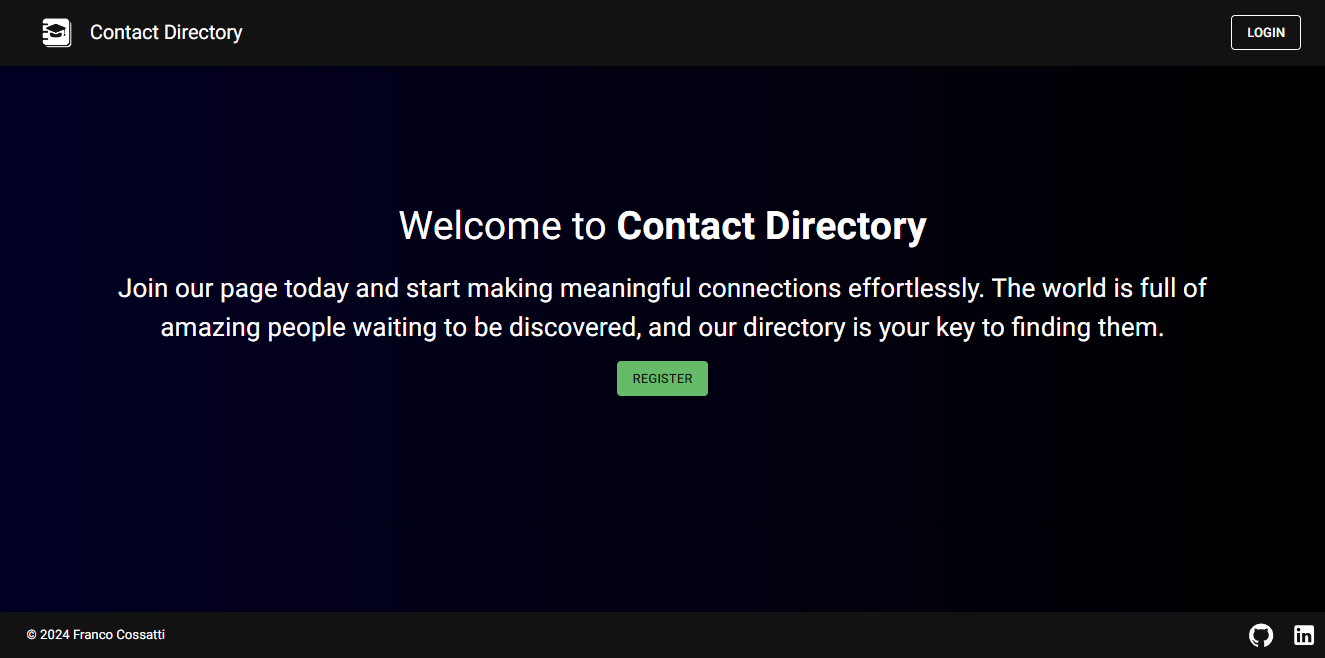 Contact Directory
LOGIN
Welcome to Contact Directory
Join our page today and start making meaningful connections effortlessly. The world is full of
amazing people waiting to be discovered, and our directory is your key to finding them.
REGISTER
© 2024 Franco Cossatti
in